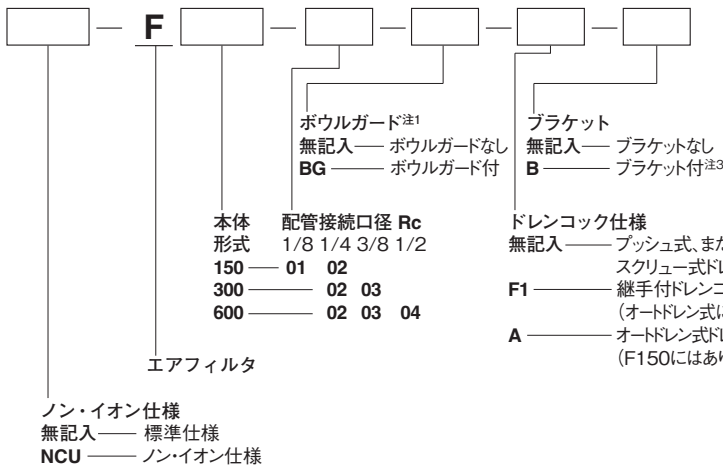 F
ボウルガード注1
無記入 ボウルガードなし
BG ボウルガード付
ブラケット
無記入 ブラケットなし
B ブラケット付注3
本体
形式
配管接続口径 Rc
1/8 1/4 3/8 1/2
150 01 02
300 02 03
600 02 03 04
ドレンコック仕様
無記入 プッシュ式、また
スクリュー式ドレ
F1 継手付ドレンコ
(オートドレン式に
A オートドレン式ドレ
(F150にはあり
エアフィルタ
ノン・イオン仕様
無記入 標準仕様
NCU ノン・イオン仕様